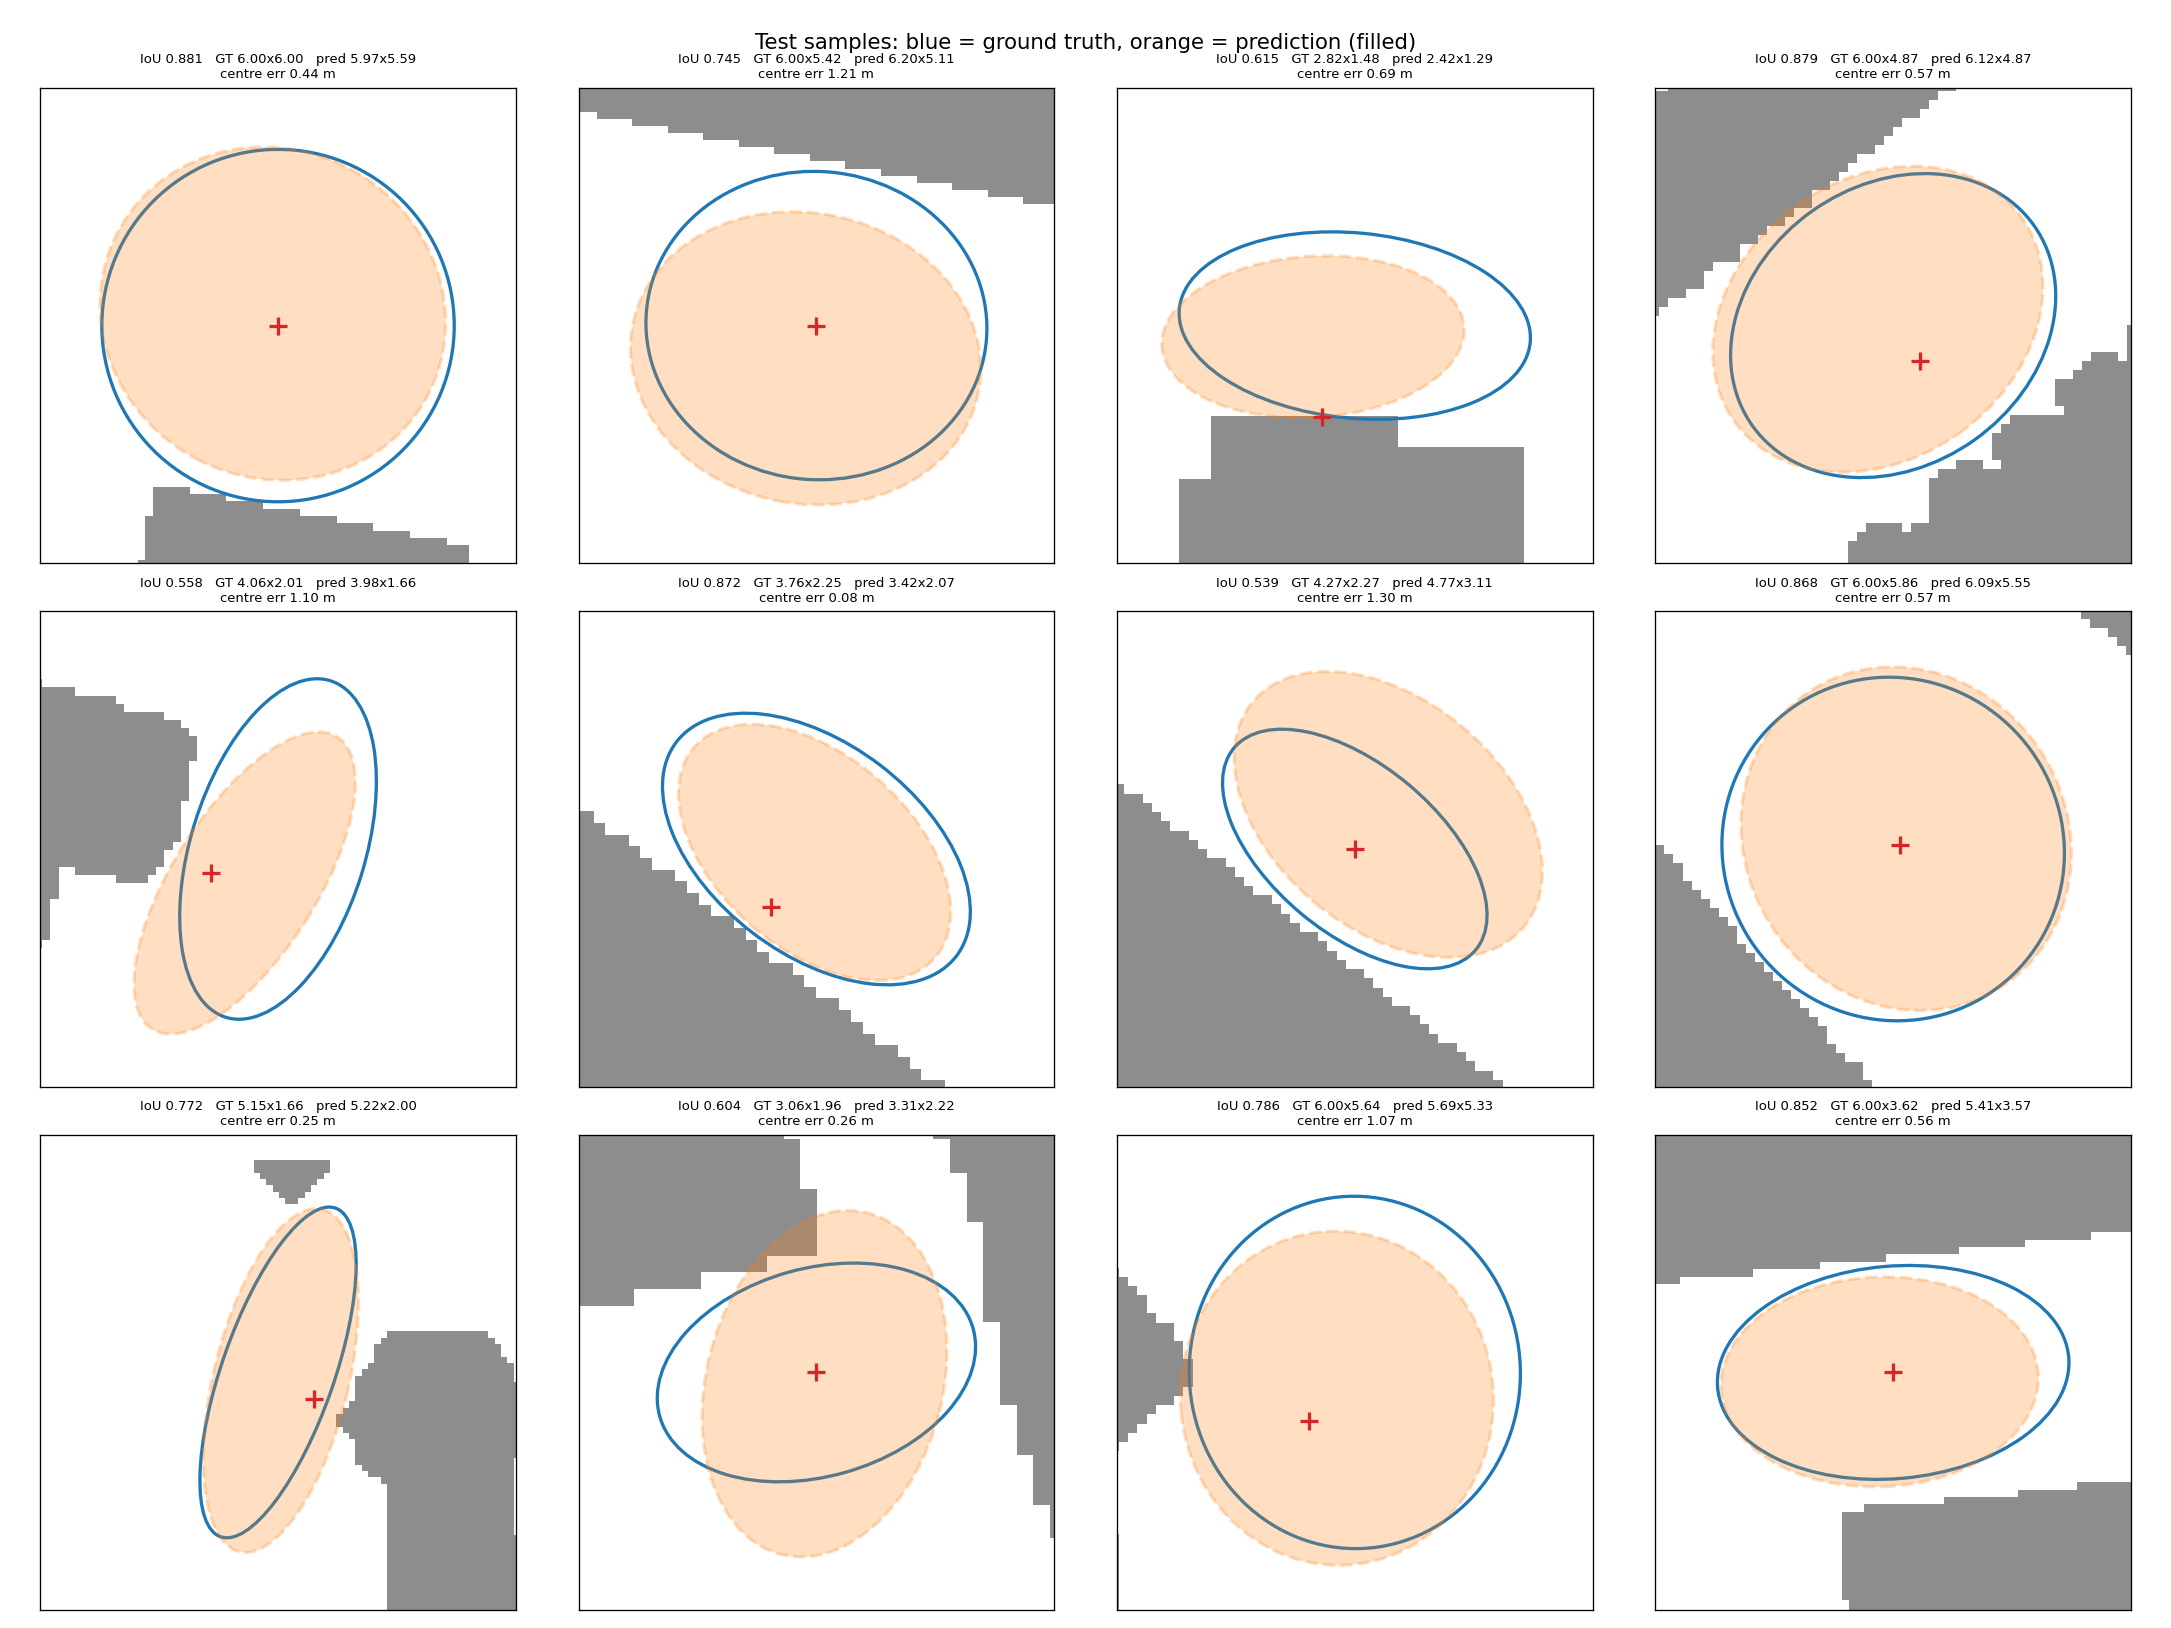 Test samples: blue = ground truth, orange = prediction (filled)
IoU 0.881   GT 6.00x6.00   pred 5.97x5.59
centre err 0.44 m
IoU 0.745   GT 6.00x5.42   pred 6.20x5.11
centre err 1.21 m
IoU 0.615   GT 2.82x1.48   pred 2.42x1.29
centre err 0.69 m
IoU 0.879   GT 6.00x4.87   pred 6.12x4.87
centre err 0.57 m
IoU 0.558   GT 4.06x2.01   pred 3.98x1.66
centre err 1.10 m
IoU 0.872   GT 3.76x2.25   pred 3.42x2.07
centre err 0.08 m
IoU 0.539   GT 4.27x2.27   pred 4.77x3.11
centre err 1.30 m
IoU 0.868   GT 6.00x5.86   pred 6.09x5.55
centre err 0.57 m
IoU 0.772   GT 5.15x1.66   pred 5.22x2.00
centre err 0.25 m
IoU 0.604   GT 3.06x1.96   pred 3.31x2.22
centre err 0.26 m
IoU 0.786   GT 6.00x5.64   pred 5.69x5.33
centre err 1.07 m
IoU 0.852   GT 6.00x3.62   pred 5.41x3.57
centre err 0.56 m